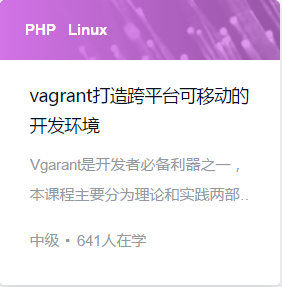 PHP Linux
vagrant打造跨平台可移动的
开发环境
Vgarant是开发者必备利器之一，
本课程主要分为理论和实践两部..
中级 · 641人在学